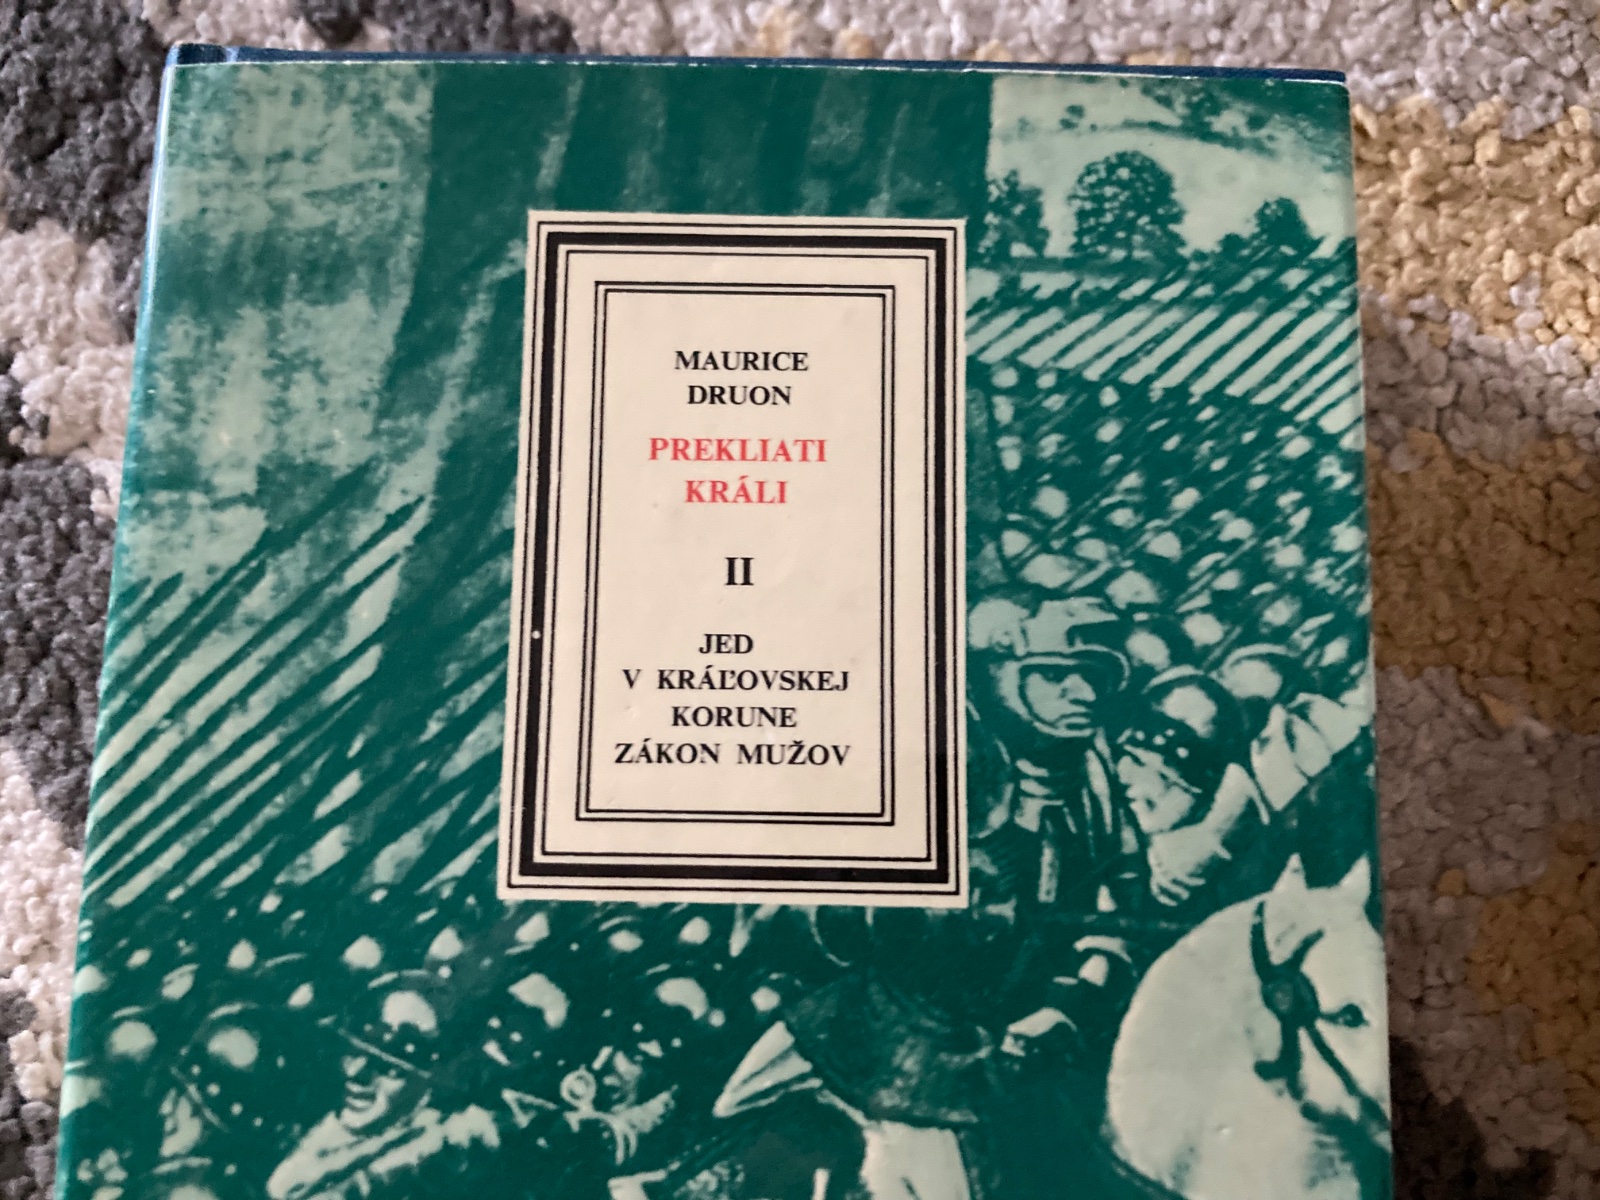 MAURICE
DRUON
PREKLIATI
KRÁLI
II
JED
V KRÁĽOVSKEJ
KORUNE
ZÁKON MUŽOV